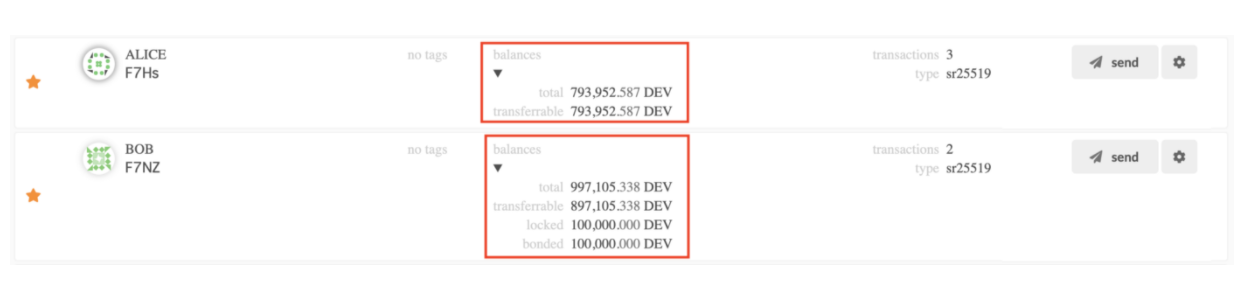 ALICE
F7Hs
no tags
balances
total 793,952.587 DEV
transferrable 793,952.587 DEV
transactions 3
type sr25519
send
BOB
F7NZ
no tags
balances
total 997,105.338 DEV
transferrable 897,105.338 DEV
locked 100,000.000 DEV
bonded 100,000.000 DEV
transactions 2
type sr25519
send